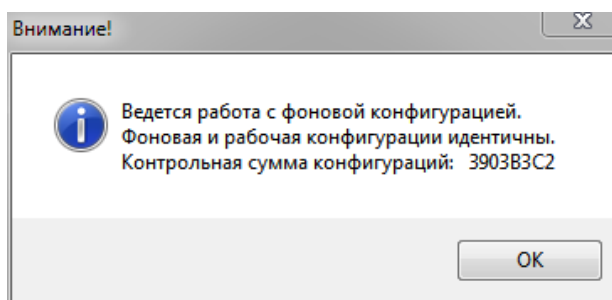 Внимание!
Ведется работа с фоновой конфигурацией.
Фоновая и рабочая конфигурации идентичны.
Контрольная сумма конфигураций: 3903B3C2
OK